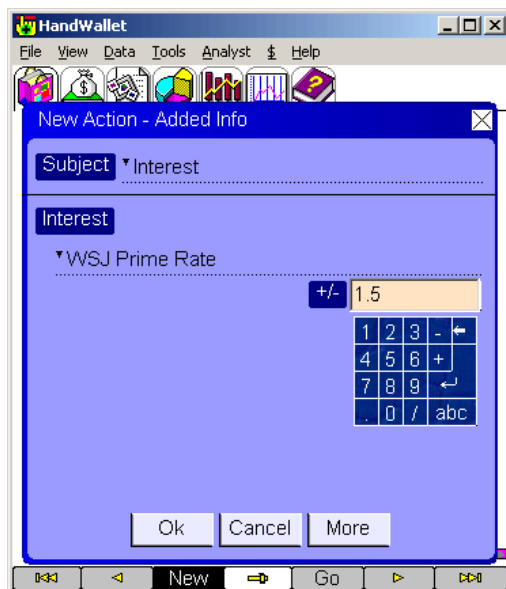 HandWallet
File View Data Tools Analyst $ Help
New Action - Added Info
Subject Interest
Interest
WSJ Prime Rate
+/- 1.5
1 2 3 -
4 5 6 +
7 8 9
. 0 / abc
Ok Cancel More
New Go